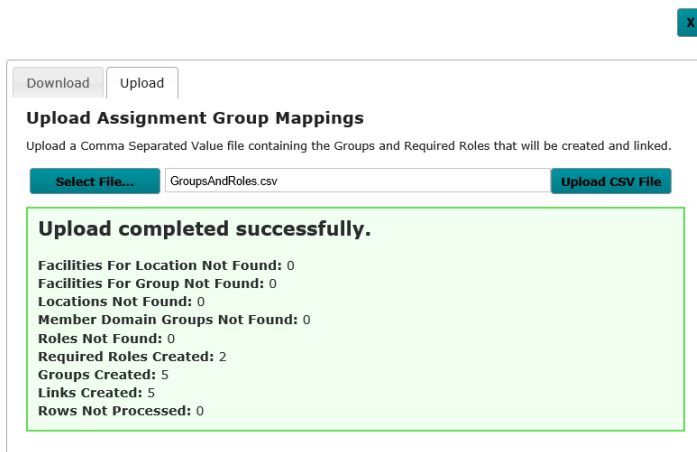 X
Download
Upload
Upload Assignment Group Mappings
Upload a Comma Separated Value file containing the Groups and Required Roles that will be created and linked.
Select File...
GroupsAndRoles.csv
Upload CSV File
Upload completed successfully.
Facilities For Location Not Found: 0
Facilities For Group Not Found: 0
Locations Not Found: 0
Member Domain Groups Not Found: 0
Roles Not Found: 0
Required Roles Created: 2
Groups Created: 5
Links Created: 5
Rows Not Processed: 0